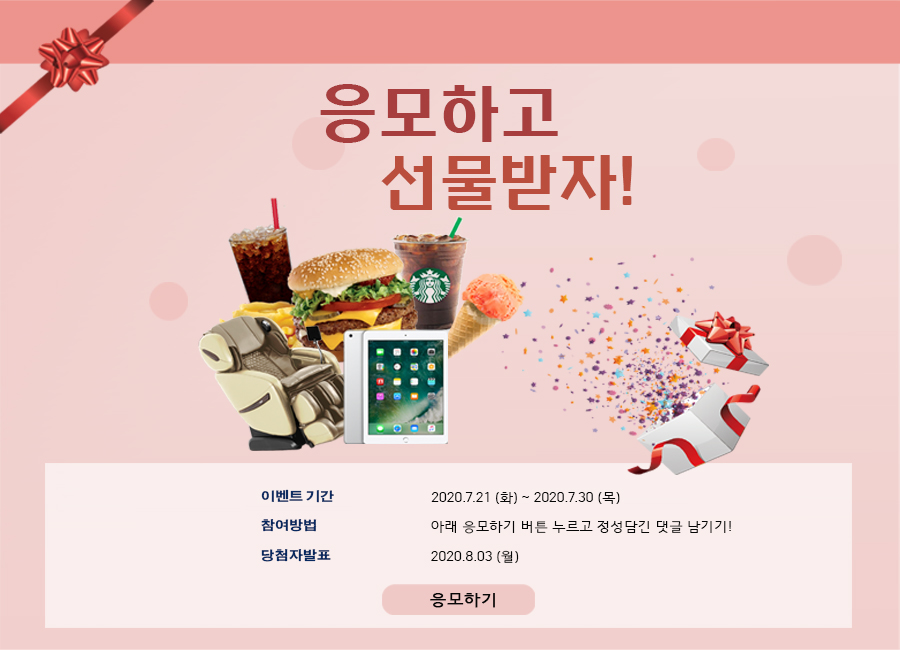 응모하고
선물받자!
이벤트 기간 2020.7.21 (화) ~ 2020.7.30 (목)
참여방법 아래 응모하기 버튼 누르고 정성담긴 댓글 남기기!
당첨자발표 2020.8.03 (월)
응모하기